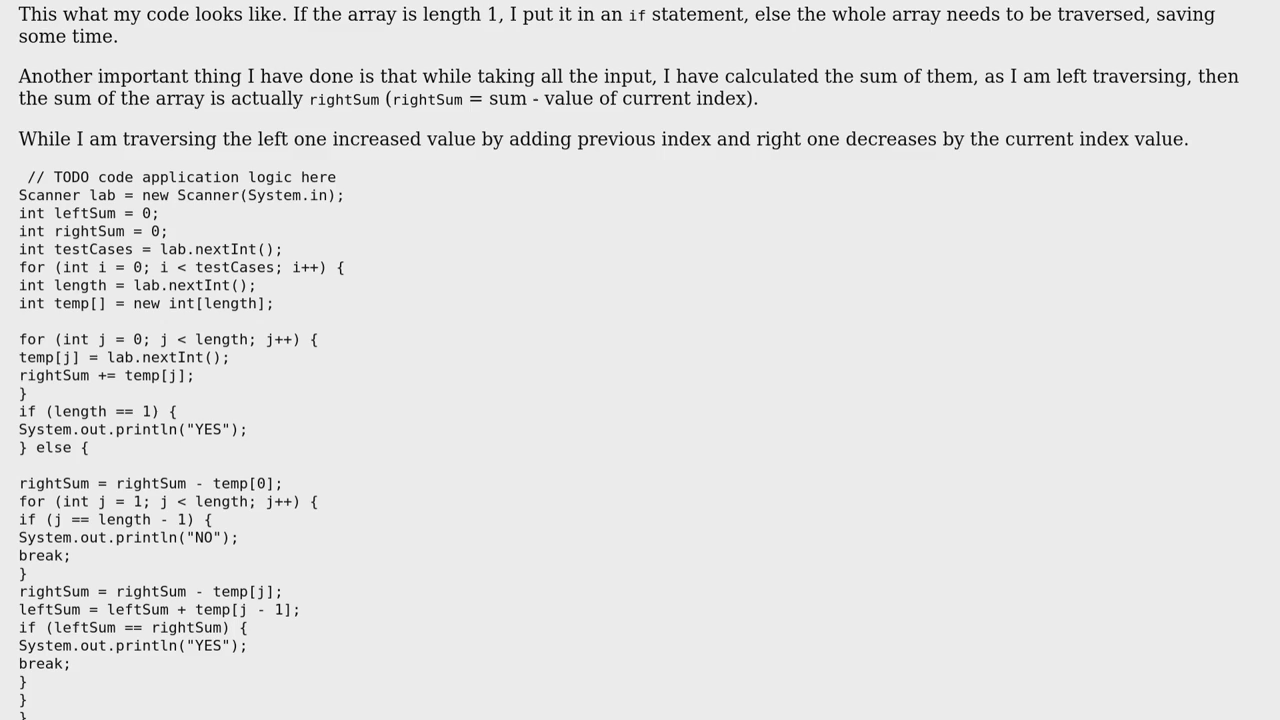 This what my code looks like. If the array is length 1, I put it in an if statement, else the whole array needs to be traversed, saving
some time.
Another important thing I have done is that while taking all the input, I have calculated the sum of them, as I am left traversing, then
the sum of the array is actually rightSum (rightSum = sum - value of current index).
While I am traversing the left one increased value by adding previous index and right one decreases by the current index value.
// TODO code application logic here
Scanner lab = new Scanner(System.in);
int leftSum = 0;
int rightSum = 0;
int testCases = lab.nextInt();
for (int i = 0; i < testCases; i++) {
int length = lab.nextInt();
int temp[] = new int[length];
for (int j = 0; j < length; j++) {
temp[j] = lab.nextInt();
rightSum += temp[j];
}
if (length == 1) {
System.out.println("YES");
} else {
rightSum = rightSum - temp[0];
for (int j = 1; j < length; j++) {
if (j == length - 1) {
System.out.println("NO");
break;
}
rightSum = rightSum - temp[j];
leftSum = leftSum + temp[j - 1];
if (leftSum == rightSum) {
System.out.println("YES");
break;
}
}
}